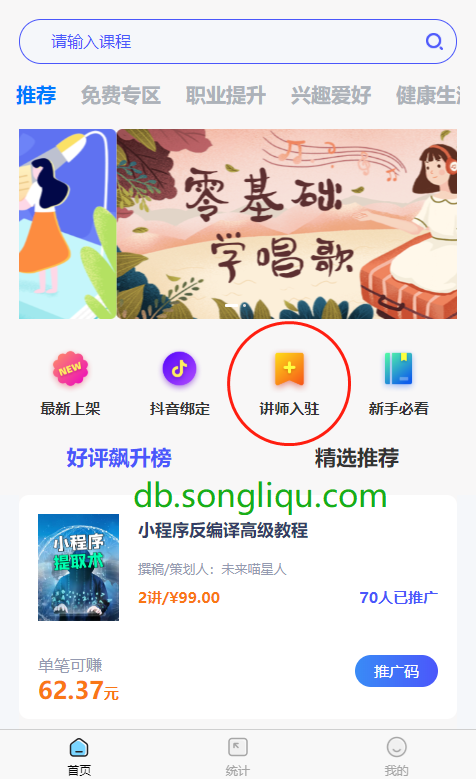 请输入课程
推荐 免费专区 职业提升 兴趣爱好 健康生
零基础
学唱歌
NEW
最新上架 抖音绑定 讲师入驻 新手必看
好评飙升榜 精选推荐
db.songliqu.com
小程序
提取术
小程序反编译高级教程
撰稿/策划人：未来喵星人
2讲/¥99.00 70人已推广
单笔可赚
62.37元
推广码
首页 统计 我的